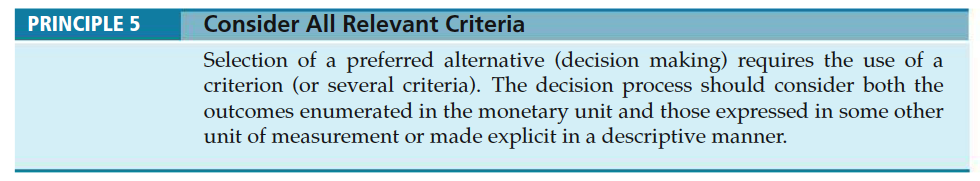 PRINCIPLE 5 Consider All Relevant Criteria
Selection of a preferred alternative (decision making) requires the use of a
criterion (or several criteria). The decision process should consider both the
outcomes enumerated in the monetary unit and those expressed in some other
unit of measurement or made explicit in a descriptive manner.